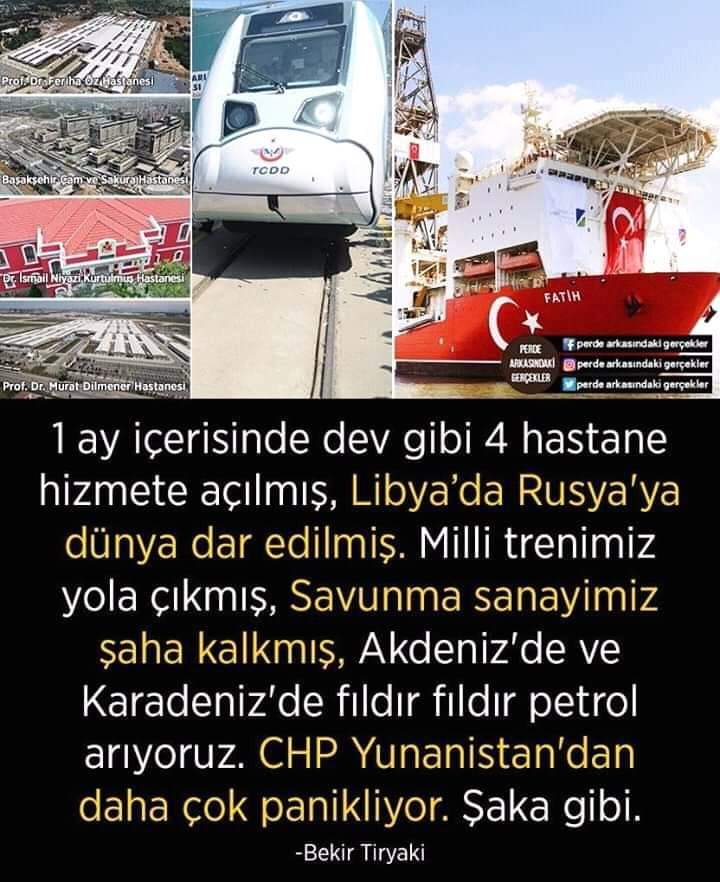 Prof. Dr. Feriha Öz Hastanesi
Başakşehir Çam ve Sakura Hastanesi
Dr. İsmail Niyazi Kurtulmuş Hastanesi
Prof. Dr. Murat Dilmener Hastanesi
TCDD
FATİH
PERDE
ARKASINDAKİ
GERÇEKLER
perde arkasındaki gerçekler
perde arkasındaki gerçekler
perde arkasındaki gerçekler
1 ay içerisinde dev gibi 4 hastane
hizmete açılmış, Libya'da Rusya'ya
dünya dar edilmiş. Milli trenimiz
yola çıkmış, Savunma sanayimiz
şaha kalkmış, Akdeniz'de ve
Karadeniz'de fıldır fıldır petrol
arıyoruz. CHP Yunanistan'dan
daha çok panikliyor. Şaka gibi.
-Bekir Tiryaki